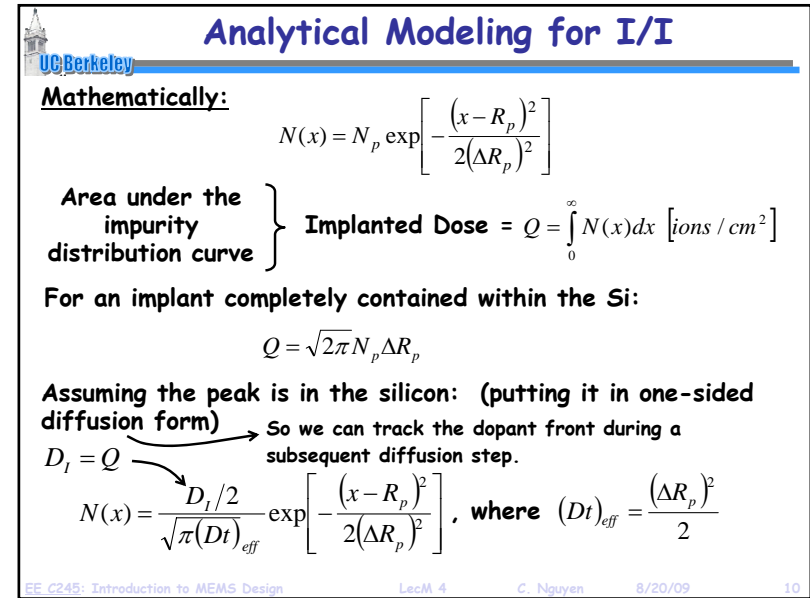 Analytical Modeling for I/I
UC Berkeley
Mathematically:
N(x) = N_p exp[ -(x - R_p)^2 / 2(ΔR_p)^2 ]
Area under the
impurity
distribution curve
Implanted Dose = Q = ∫_0^∞ N(x)dx [ions / cm^2]
For an implant completely contained within the Si:
Q = √(2π) N_p ΔR_p
Assuming the peak is in the silicon: (putting it in one-sided
diffusion form)
So we can track the dopant front during a
subsequent diffusion step.
D_I = Q
N(x) = (D_I/2) / √(π(Dt)_eff) exp[ -(x - R_p)^2 / 2(ΔR_p)^2 ] , where (Dt)_eff = (ΔR_p)^2 / 2
EE C245: Introduction to MEMS Design LecM 4 C. Nguyen 8/20/09 10